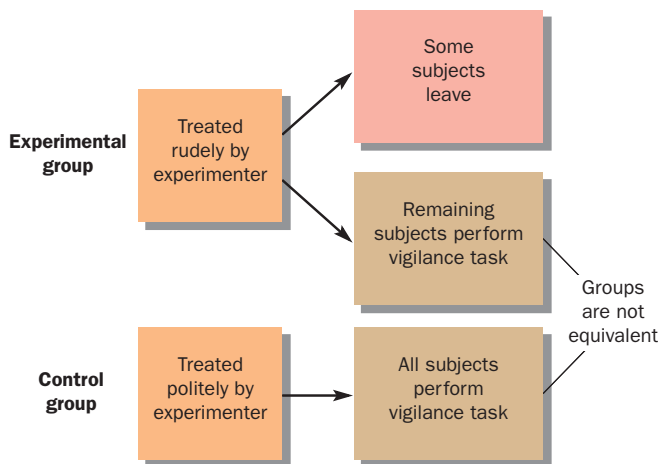 Some
subjects
leave
Experimental
group
Treated
rudely by
experimenter
Remaining
subjects perform
vigilance task
Groups
are not
equivalent
Control
group
Treated
politely by
experimenter
All subjects
perform
vigilance task